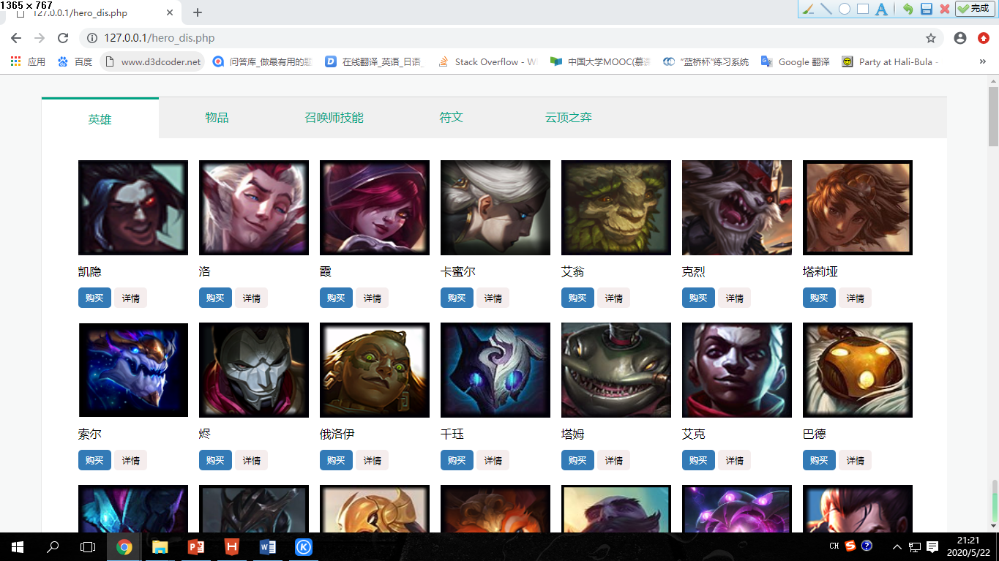 1365 x 767
127.0.0.1/hero_dis.php
完成
127.0.0.1/hero_dis.php
应用 百度 www.d3dcoder.net 问答库_做最有用的题 在线翻译_英语_日语_ Stack Overflow - W 中国大学MOOC(慕课 “蓝桥杯”练习系统 Google 翻译 Party at Hali-Bula -
英雄 物品 召唤师技能 符文 云顶之弈
凯隐 洛 霞 卡蜜尔 艾翁 克烈 塔莉垭
购买 详情 购买 详情 购买 详情 购买 详情 购买 详情 购买 详情 购买 详情
索尔 烬 俄洛伊 千珏 塔姆 艾克 巴德
购买 详情 购买 详情 购买 详情 购买 详情 购买 详情 购买 详情 购买 详情
CH
21:21
2020/5/22